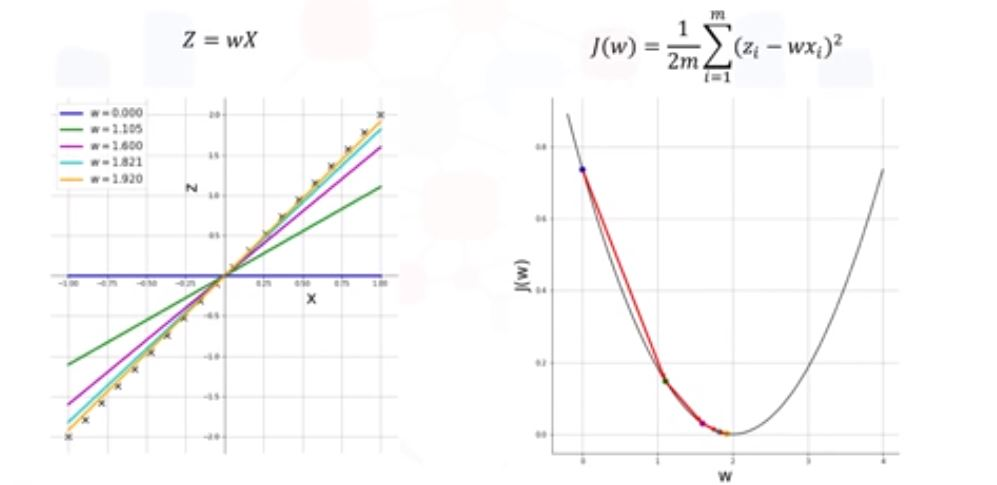 Z = wX
w = 0.000
w = 1.105
w = 1.600
w = 1.821
w = 1.920
2.0
1.5
1.0
0.5
-0.5
-1.0
-1.5
-2.0
Z
-1.00 -0.75 -0.50 -0.25 0.25 0.50 0.75 1.00
X
J(w) = 1/2m ∑ᵢ₌₁ᵐ (zᵢ − wxᵢ)²
0.8
0.6
0.4
0.2
0.0
J(w)
0 1 2 3 4
w